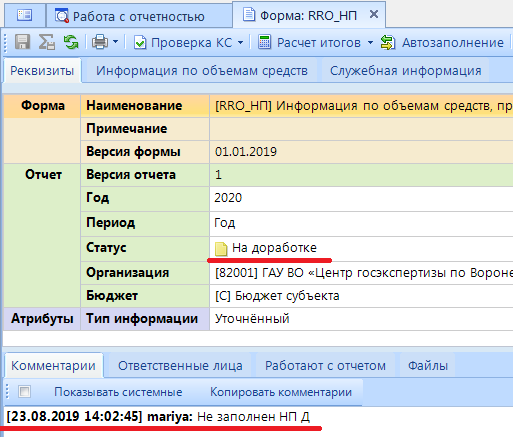 Работа с отчетностью
Форма: RRO_НП
Проверка КС
Расчет итогов
Автозаполнение
Реквизиты
Информация по объемам средств
Служебная информация
Форма Наименование [RRO_НП] Информация по объемам средств, пр
Примечание
Версия формы 01.01.2019
Отчет Версия отчета 1
Год 2020
Период Год
Статус На доработке
Организация [82001] ГАУ ВО «Центр госэкспертизы по Вороне
Бюджет [С] Бюджет субъекта
Атрибуты Тип информации Уточнённый
Комментарии Ответственные лица Работают с отчетом Файлы
Показывать системные Копировать комментарии
[23.08.2019 14:02:45] mariya: Не заполнен НП Д